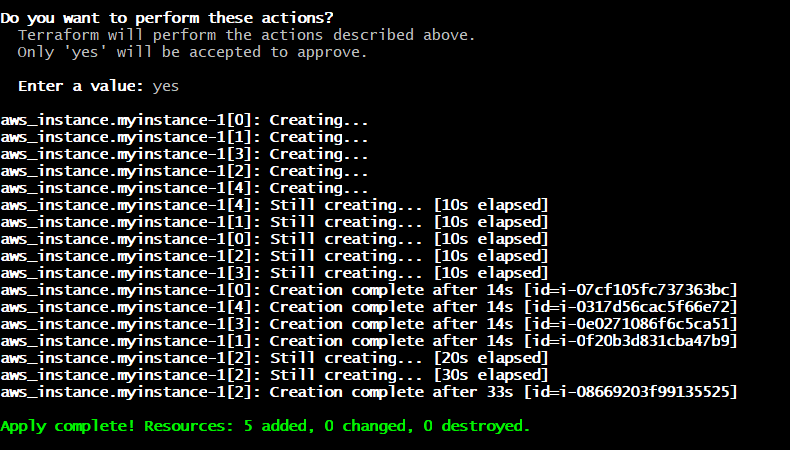 Do you want to perform these actions?
Terraform will perform the actions described above.
Only 'yes' will be accepted to approve.
Enter a value: yes
aws_instance.myinstance-1[0]: Creating...
aws_instance.myinstance-1[1]: Creating...
aws_instance.myinstance-1[3]: Creating...
aws_instance.myinstance-1[2]: Creating...
aws_instance.myinstance-1[4]: Creating...
aws_instance.myinstance-1[4]: Still creating... [10s elapsed]
aws_instance.myinstance-1[1]: Still creating... [10s elapsed]
aws_instance.myinstance-1[0]: Still creating... [10s elapsed]
aws_instance.myinstance-1[2]: Still creating... [10s elapsed]
aws_instance.myinstance-1[3]: Still creating... [10s elapsed]
aws_instance.myinstance-1[0]: Creation complete after 14s [id=i-07cf105fc737363bc]
aws_instance.myinstance-1[4]: Creation complete after 14s [id=i-0317d56cac5f66e72]
aws_instance.myinstance-1[3]: Creation complete after 14s [id=i-0e0271086f6c5ca51]
aws_instance.myinstance-1[1]: Creation complete after 14s [id=i-0f20b3d831cba47b9]
aws_instance.myinstance-1[2]: Still creating... [20s elapsed]
aws_instance.myinstance-1[2]: Still creating... [30s elapsed]
aws_instance.myinstance-1[2]: Creation complete after 33s [id=i-08669203f99135525]
Apply complete! Resources: 5 added, 0 changed, 0 destroyed.